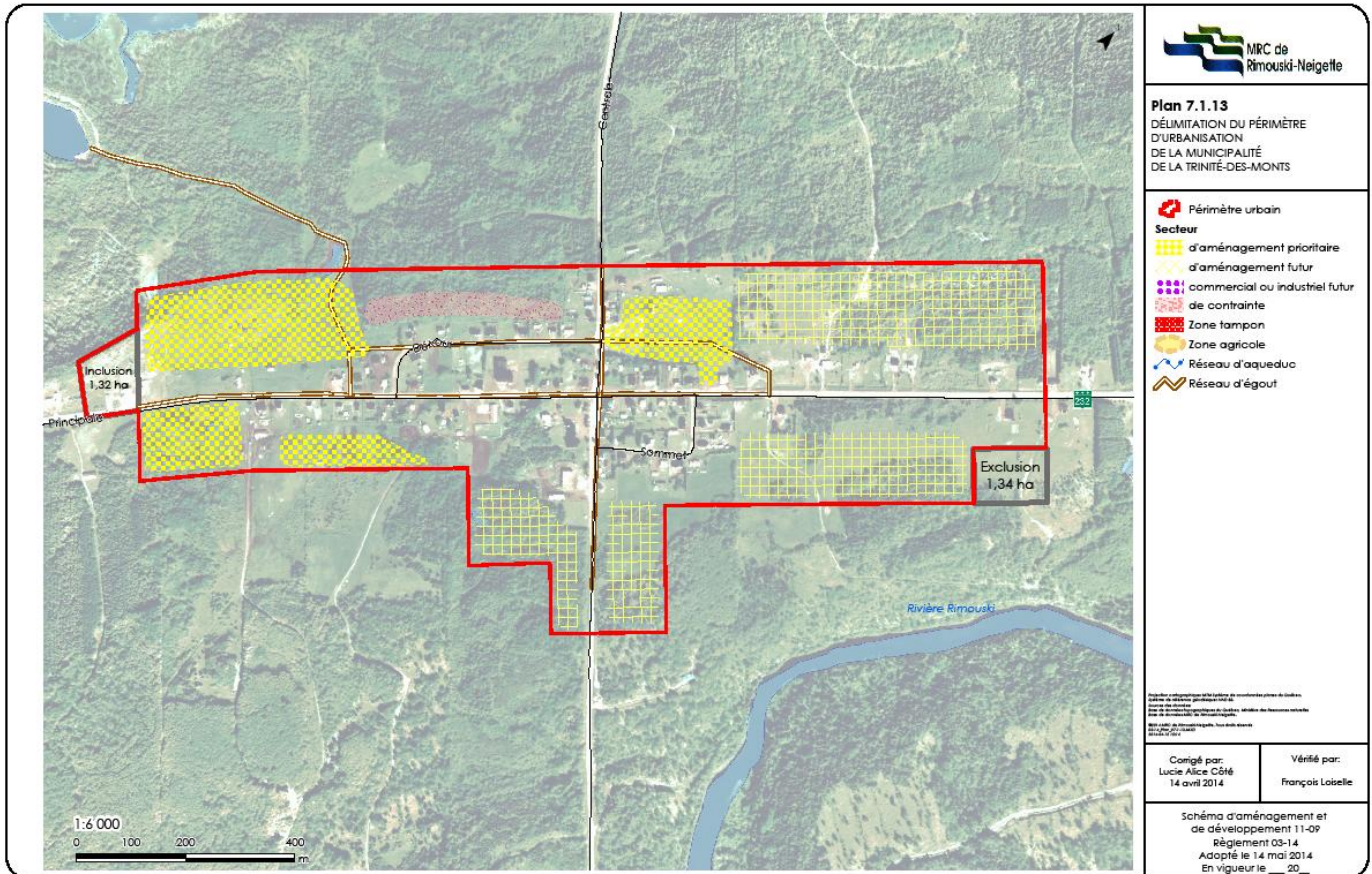 Centrale
Inclusion
1,32 ha
Principale
Sommet
232
Exclusion
1,34 ha
Rivière Rimouski
1:6 000
0 100 200 400
m
MRC de
Rimouski-Neigette
Plan 7.1.13
DÉLIMITATION DU PÉRIMÈTRE
D'URBANISATION
DE LA MUNICIPALITÉ
DE LA TRINITÉ-DES-MONTS
Périmètre urbain
Secteur
d'aménagement prioritaire
d'aménagement futur
commercial ou industriel futur
de contrainte
Zone tampon
Zone agricole
Réseau d'aqueduc
Réseau d'égout
Corrigé par:
Lucie Alice Côté
14 avril 2014
Vérifié par:
François Loiselle
Schéma d'aménagement et
de développement 11-09
Règlement 03-14
Adopté le 14 mai 2014
En vigueur le ___ 20__